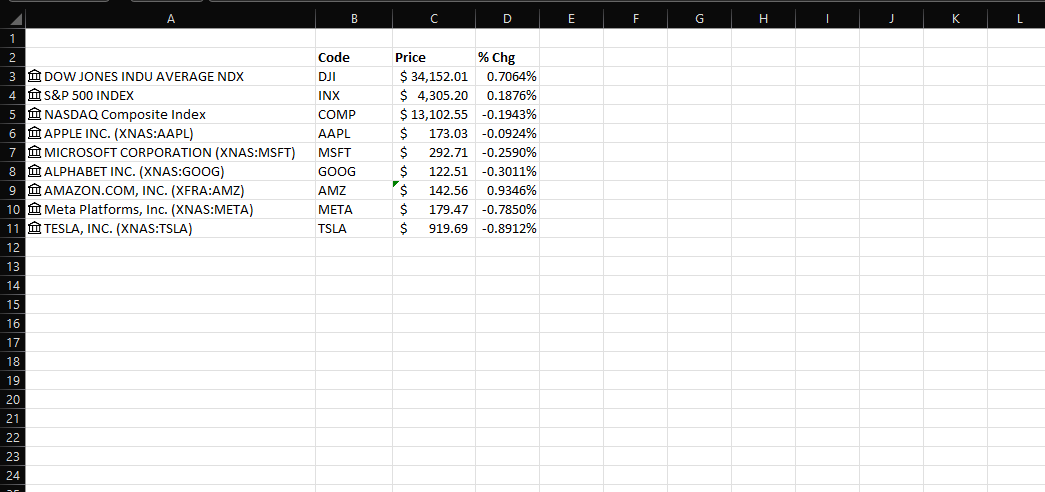 A B C D E F G H I J K L
1
2 Code Price % Chg
3 DOW JONES INDU AVERAGE NDX DJI $ 34,152.01 0.7064%
4 S&P 500 INDEX INX $ 4,305.20 0.1876%
5 NASDAQ Composite Index COMP $ 13,102.55 -0.1943%
6 APPLE INC. (XNAS:AAPL) AAPL $ 173.03 -0.0924%
7 MICROSOFT CORPORATION (XNAS:MSFT) MSFT $ 292.71 -0.2590%
8 ALPHABET INC. (XNAS:GOOG) GOOG $ 122.51 -0.3011%
9 AMAZON.COM, INC. (XFRA:AMZ) AMZ $ 142.56 0.9346%
10 Meta Platforms, Inc. (XNAS:META) META $ 179.47 -0.7850%
11 TESLA, INC. (XNAS:TSLA) TSLA $ 919.69 -0.8912%
12
13
14
15
16
17
18
19
20
21
22
23
24